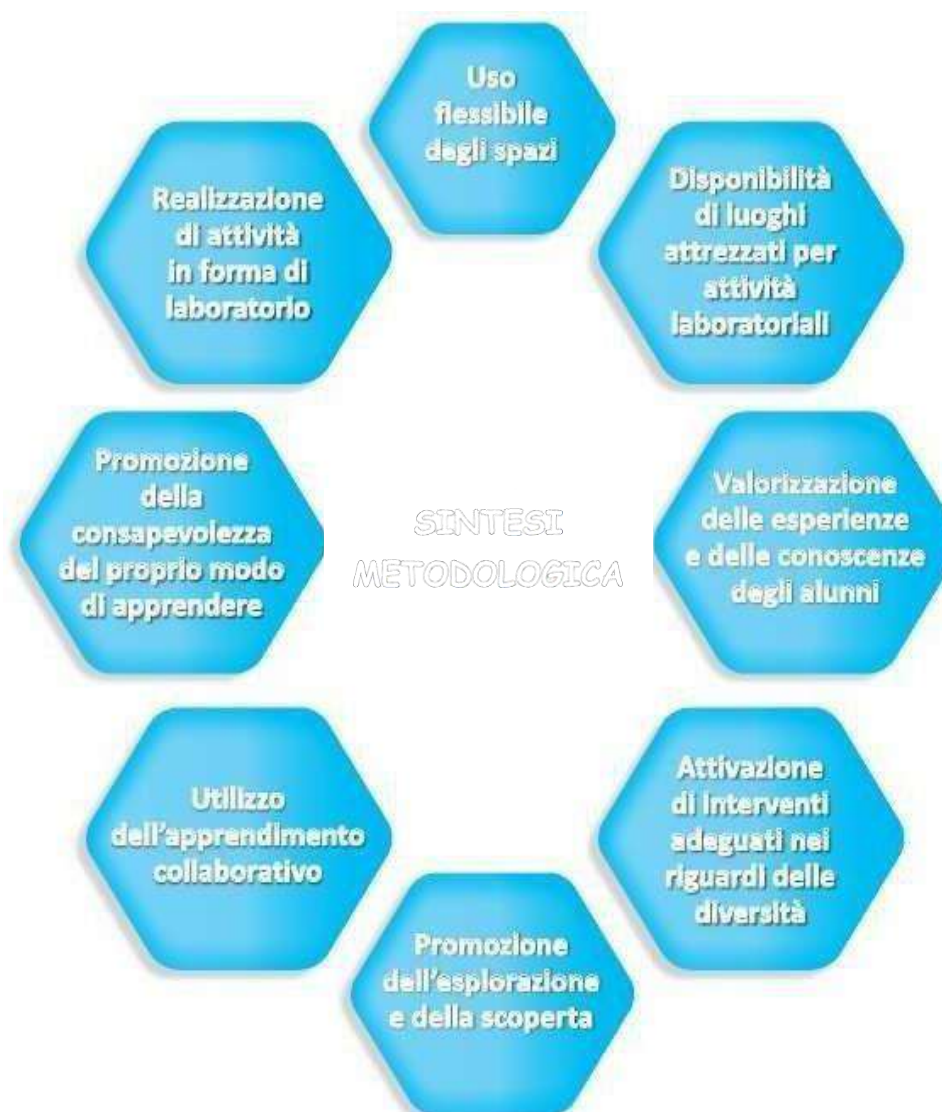 Uso
flessibile
degli spazi
Disponibilità
di luoghi
attrezzati per
attività
laboratoriali
Valorizzazione
delle esperienze
e delle conoscenze
degli alunni
Attivazione
di interventi
adeguati nei
riguardi delle
diversità
Promozione
dell'esplorazione
e della scoperta
Utilizzo
dell'apprendimento
collaborativo
Promozione
della
consapevolezza
del proprio modo
di apprendere
Realizzazione
di attività
in forma di
laboratorio
SINTESI
METODOLOGICA